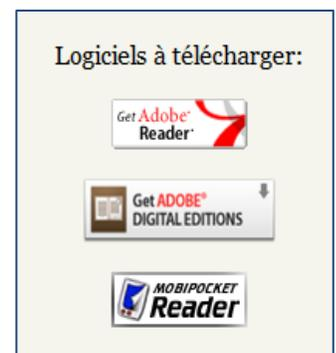 Logiciels à télécharger:
Get Adobe®
Reader®
Get ADOBE®
DIGITAL EDITIONS
MOBIPOCKET
Reader